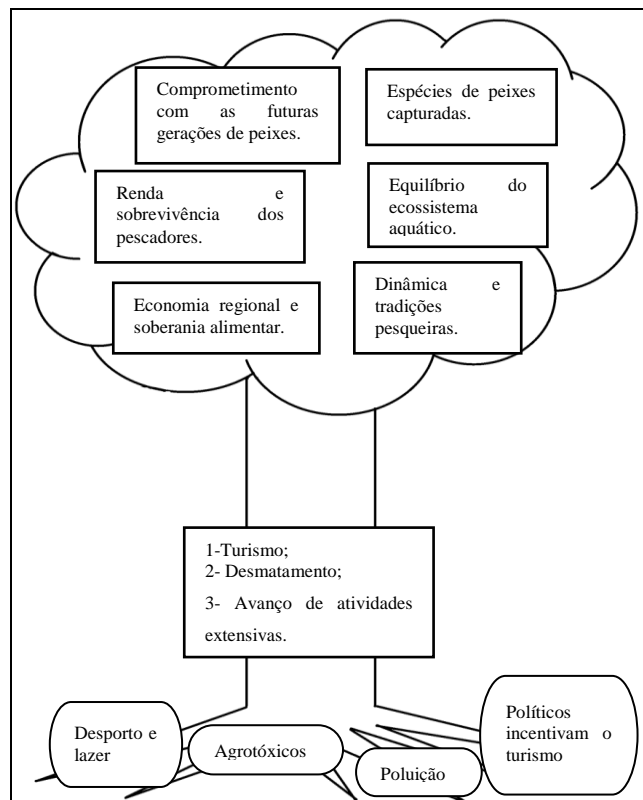 Comprometimento
com as futuras
gerações de peixes.
Espécies de peixes
capturadas.
Renda e
sobrevivência dos
pescadores.
Equilíbrio do
ecossistema
aquático.
Economia regional e
soberania alimentar.
Dinâmica e
tradições
pesqueiras.
1-Turismo;
2- Desmatamento;
3- Avanço de atividades
extensivas.
Desporto e
lazer
Agrotóxicos
Poluição
Políticos
incentivam o
turismo